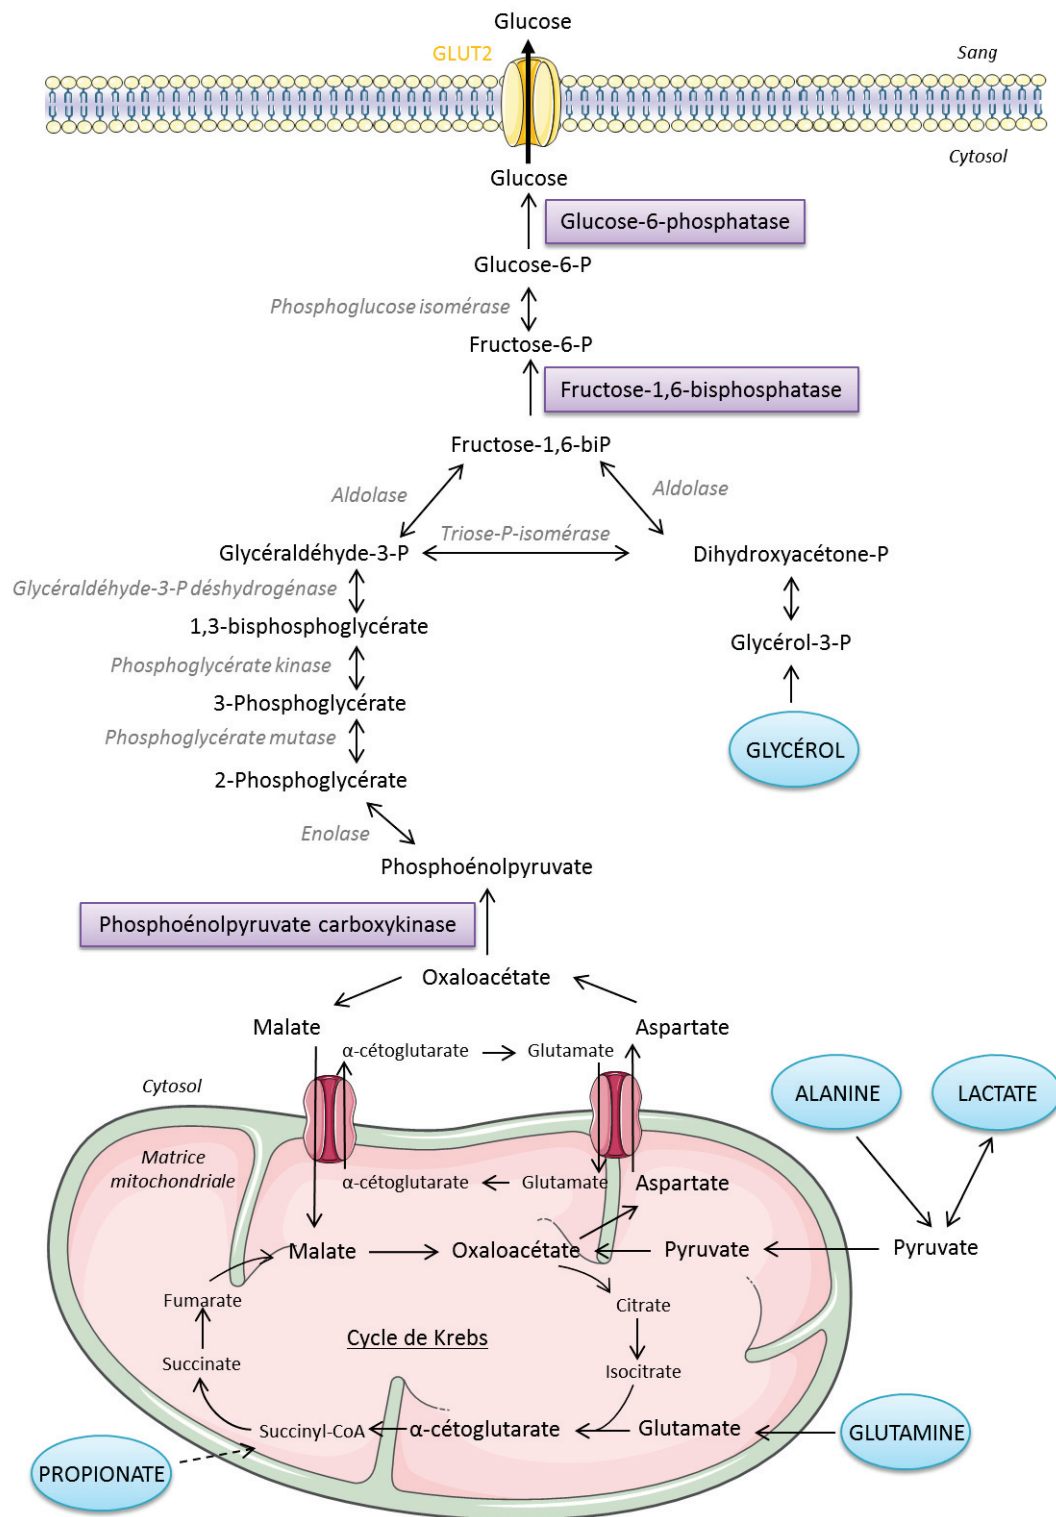 Glucose
GLUT2
Sang
Cytosol
Glucose
Glucose-6-phosphatase
Glucose-6-P
Phosphoglucose isomérase
Fructose-6-P
Fructose-1,6-bisphosphatase
Fructose-1,6-biP
Aldolase
Aldolase
Triose-P-isomérase
Glycéraldéhyde-3-P
Dihydroxyacétone-P
Glycéraldéhyde-3-P déshydrogénase
1,3-bisphosphoglycérate
Glycérol-3-P
Phosphoglycérate kinase
3-Phosphoglycérate
Phosphoglycérate mutase
GLYCÉROL
2-Phosphoglycérate
Enolase
Phosphoénolpyruvate
Phosphoénolpyruvate carboxykinase
Oxaloacétate
Malate
Aspartate
α-cétoglutarate
Glutamate
Cytosol
ALANINE
LACTATE
Matrice
mitochondriale
α-cétoglutarate
Glutamate
Aspartate
Malate
Oxaloacétate
Pyruvate
Pyruvate
Fumarate
Citrate
Cycle de Krebs
Succinate
Isocitrate
Succinyl-CoA
α-cétoglutarate
Glutamate
GLUTAMINE
PROPIONATE